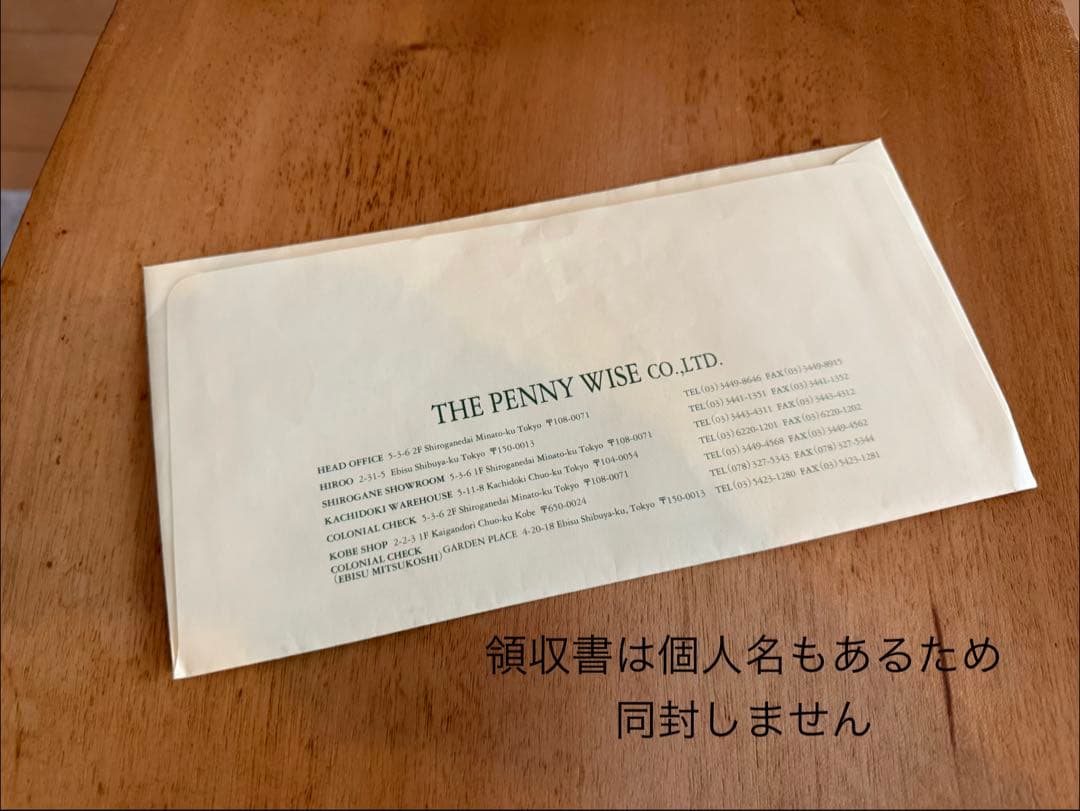 THE PENNY WISE CO.,LTD.
HEAD OFFICE 5-3-6 2F Shiroganedai Minato-ku Tokyo 〒108-0071 TEL(03)3449-8646 FAX(03)3449-8915
HIROO 2-31-5 Ebisu Shibuya-ku Tokyo 〒150-0013 TEL(03)3441-1351 FAX(03)3441-1352
SHIROGANE SHOWROOM 5-3-6 1F Shiroganedai Minato-ku Tokyo 〒108-0071 TEL(03)3443-4311 FAX(03)3443-4312
KACHIDOKI WAREHOUSE 5-11-8 Kachidoki Chuo-ku Tokyo 〒104-0054 TEL(03)6220-1201 FAX(03)6220-1202
COLONIAL CHECK 5-3-6 2F Shiroganedai Minato-ku Tokyo 〒108-0071 TEL(03)3449-4568 FAX(03)3449-4562
KOBE SHOP 2-2-3 1F Kaigandori Chuo-ku Kobe 〒650-0024 TEL(078)327-5343 FAX(078)327-5344
COLONIAL CHECK
(EBISU MITSUKOSHI) GARDEN PLACE 4-20-18 Ebisu Shibuya-ku, Tokyo 〒150-0013 TEL(03)5423-1280 FAX(03)5423-1281
領収書は個人名もあるため
同封しません